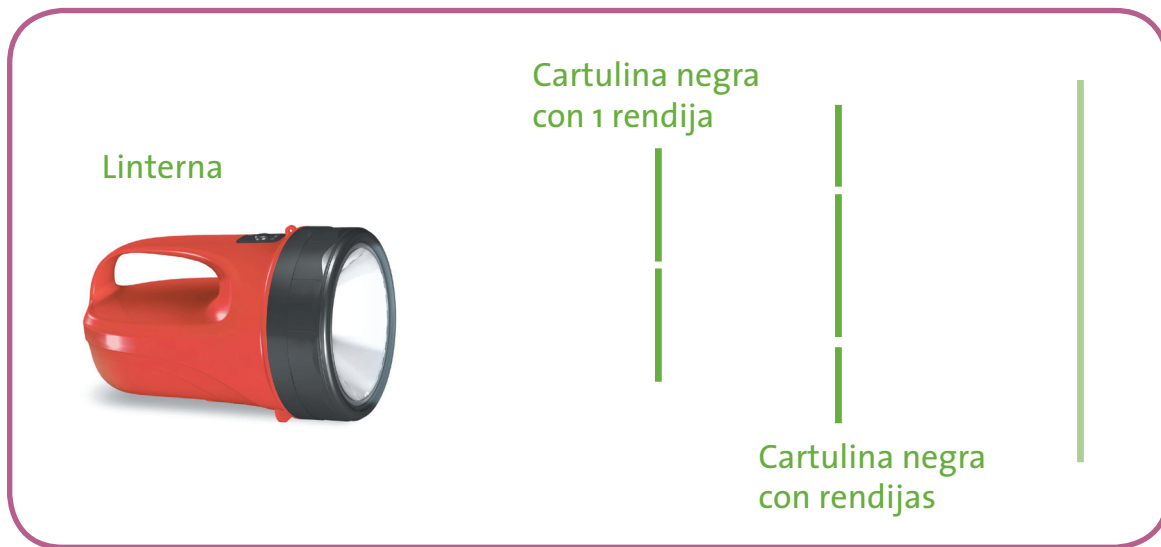 Linterna
Cartulina negra
con 1 rendija
Cartulina negra
con rendijas